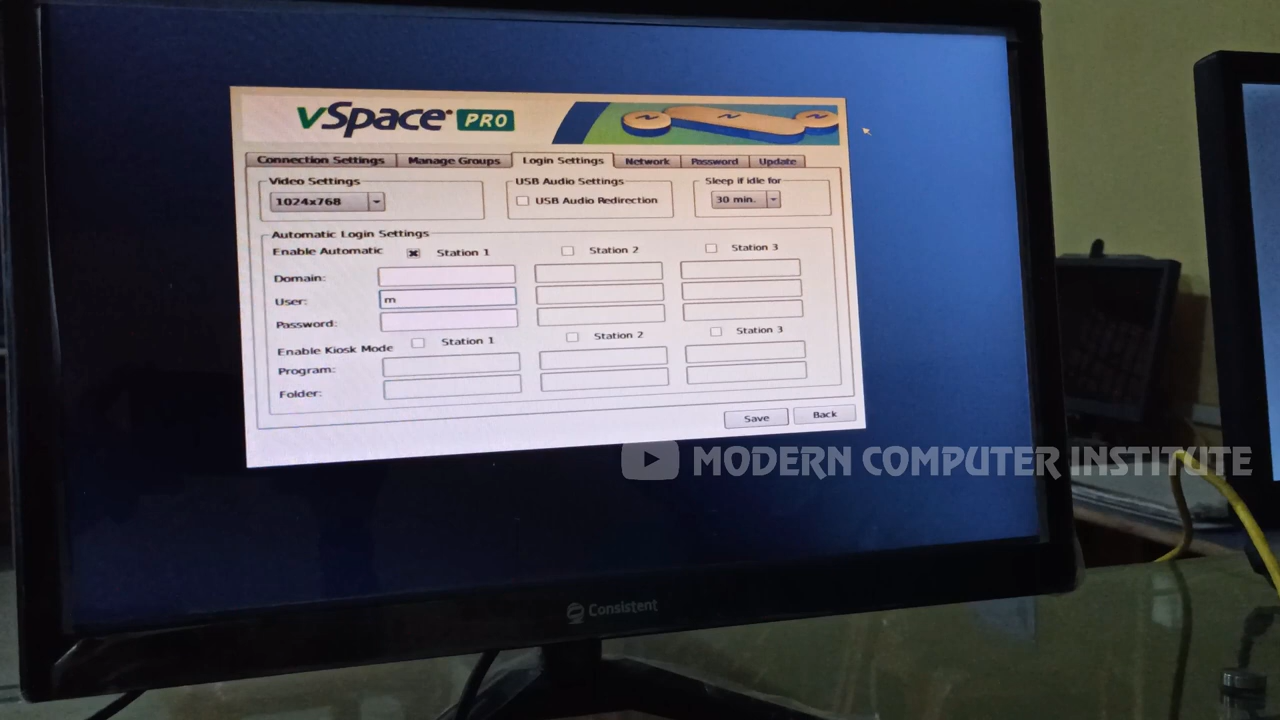 vSpace PRO
Connection Settings Manage Groups Login Settings Network Password Update
Video Settings USB Audio Settings Sleep if idle for
1024x768 USB Audio Redirection 30 min.
Automatic Login Settings
Enable Automatic Station 1 Station 2 Station 3
Domain:
User: m
Password:
Enable Kiosk Mode Station 1 Station 2 Station 3
Program:
Folder:
Save Back
MODERN COMPUTER INSTITUTE
Consistent